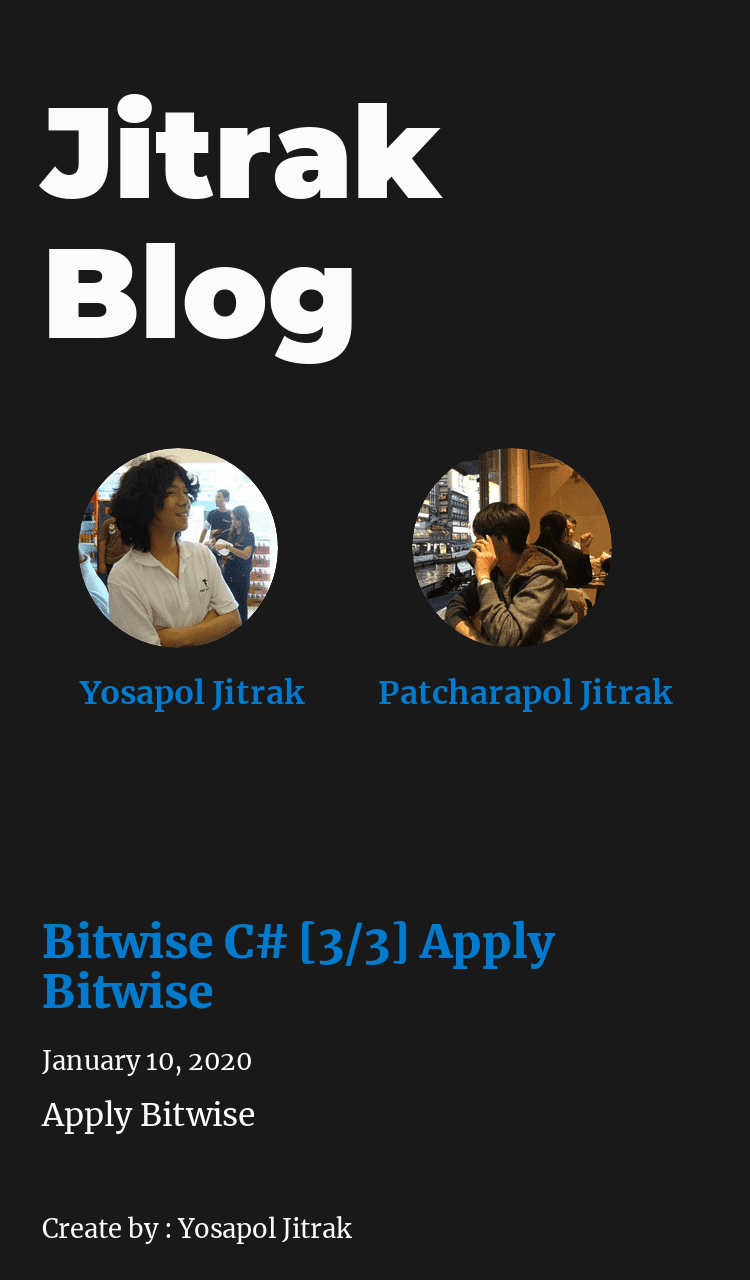 Jitrak
Blog
Yosapol Jitrak
Patcharapol Jitrak
Bitwise C# [3/3] Apply
Bitwise
January 10, 2020
Apply Bitwise
Create by : Yosapol Jitrak